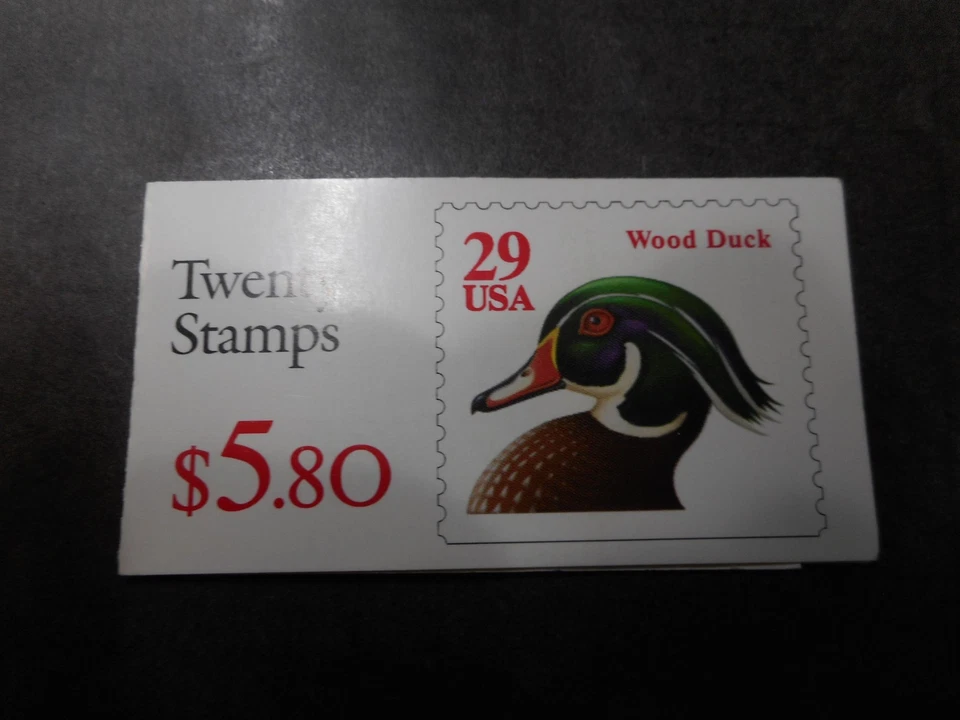 Twenty
Stamps
$5.80
29
USA
Wood Duck